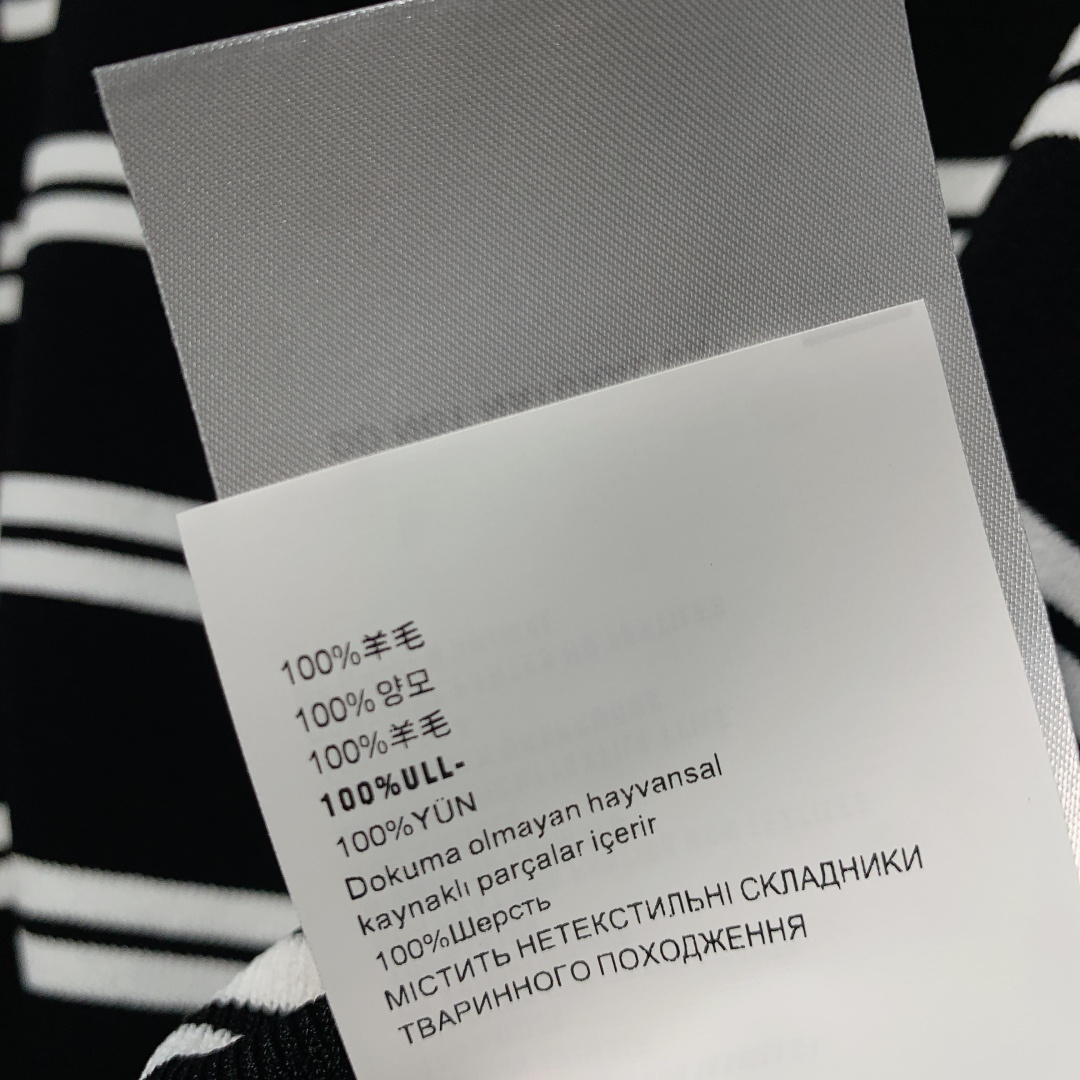 100%羊毛
100%양모
100%羊毛
100%ULL-
100%YÜN
Dokuma olmayan hayvansal
kaynaklı parçalar içerir
100%Шерсть
МІСТИТЬ НЕТЕКСТИЛЬНІ СКЛАДНИКИ
ТВАРИННОГО ПОХОДЖЕННЯ